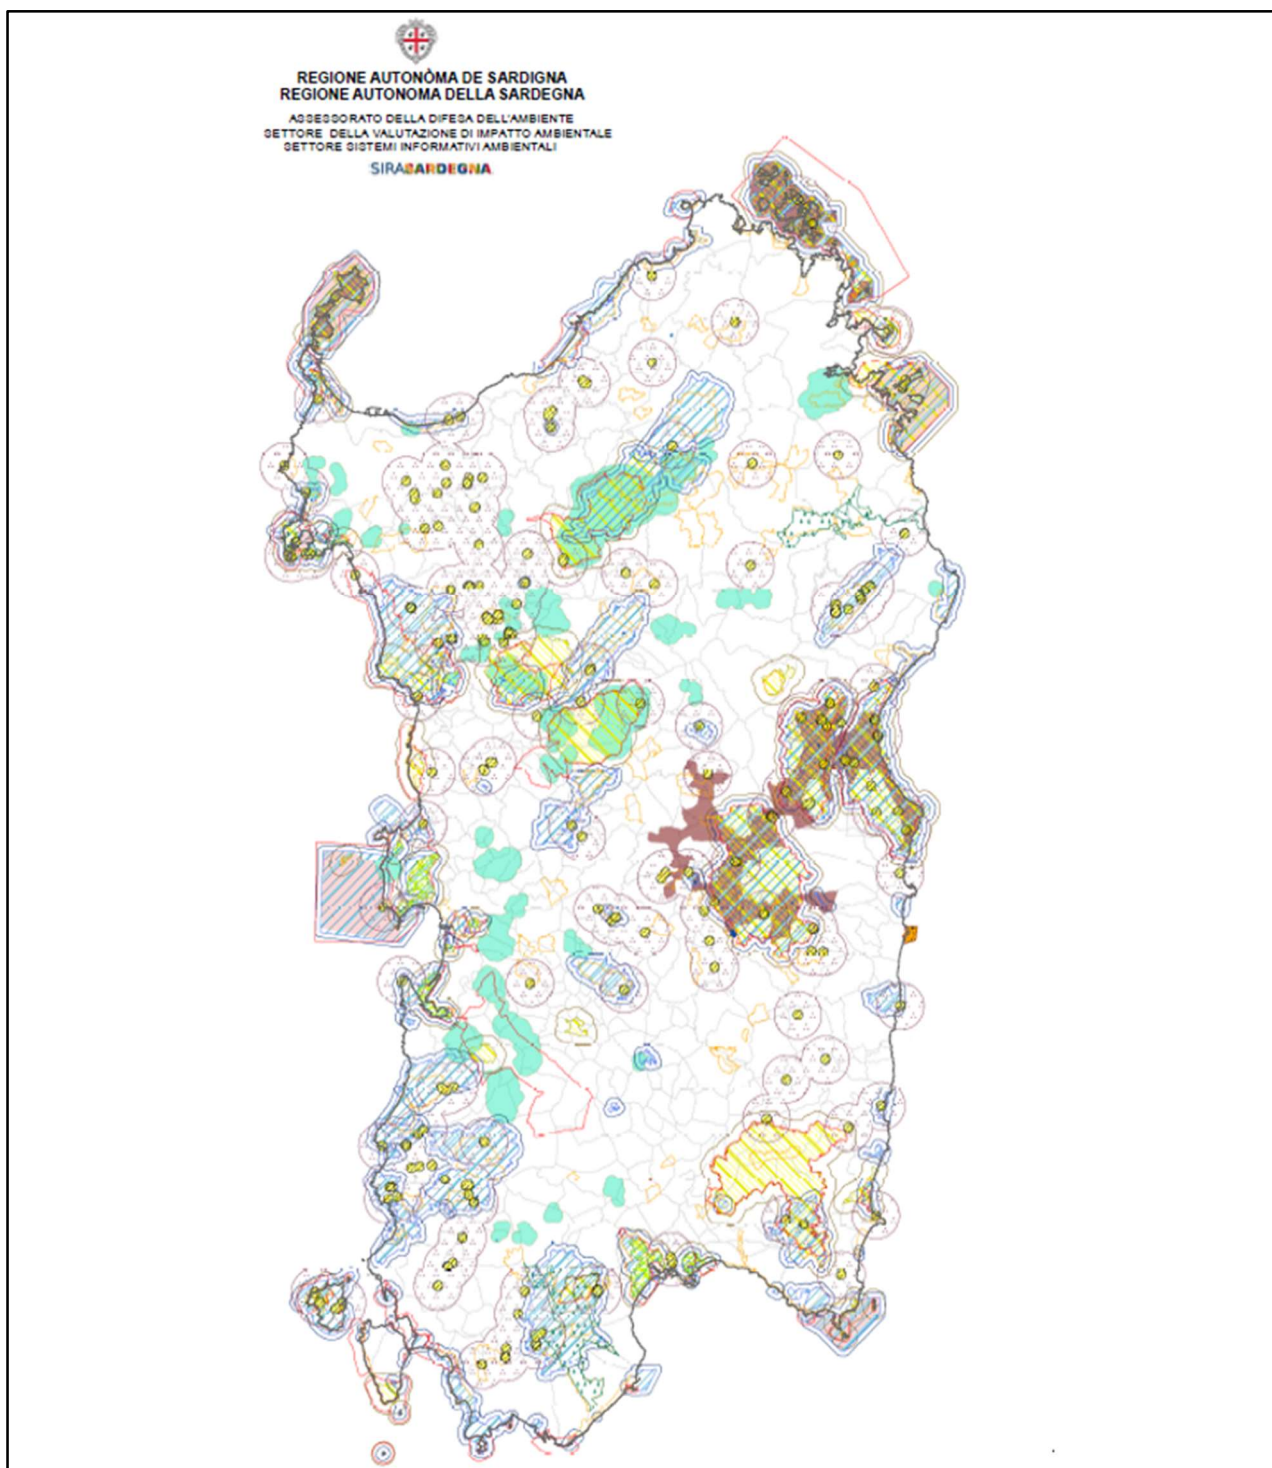 REGIONE AUTONÒMA DE SARDIGNA
REGIONE AUTONOMA DELLA SARDEGNA
ASSESSORATO DELLA DIFESA DELL'AMBIENTE
SETTORE DELLA VALUTAZIONE DI IMPATTO AMBIENTALE
SETTORE SISTEMI INFORMATIVI AMBIENTALI
SIRASARDEGNA